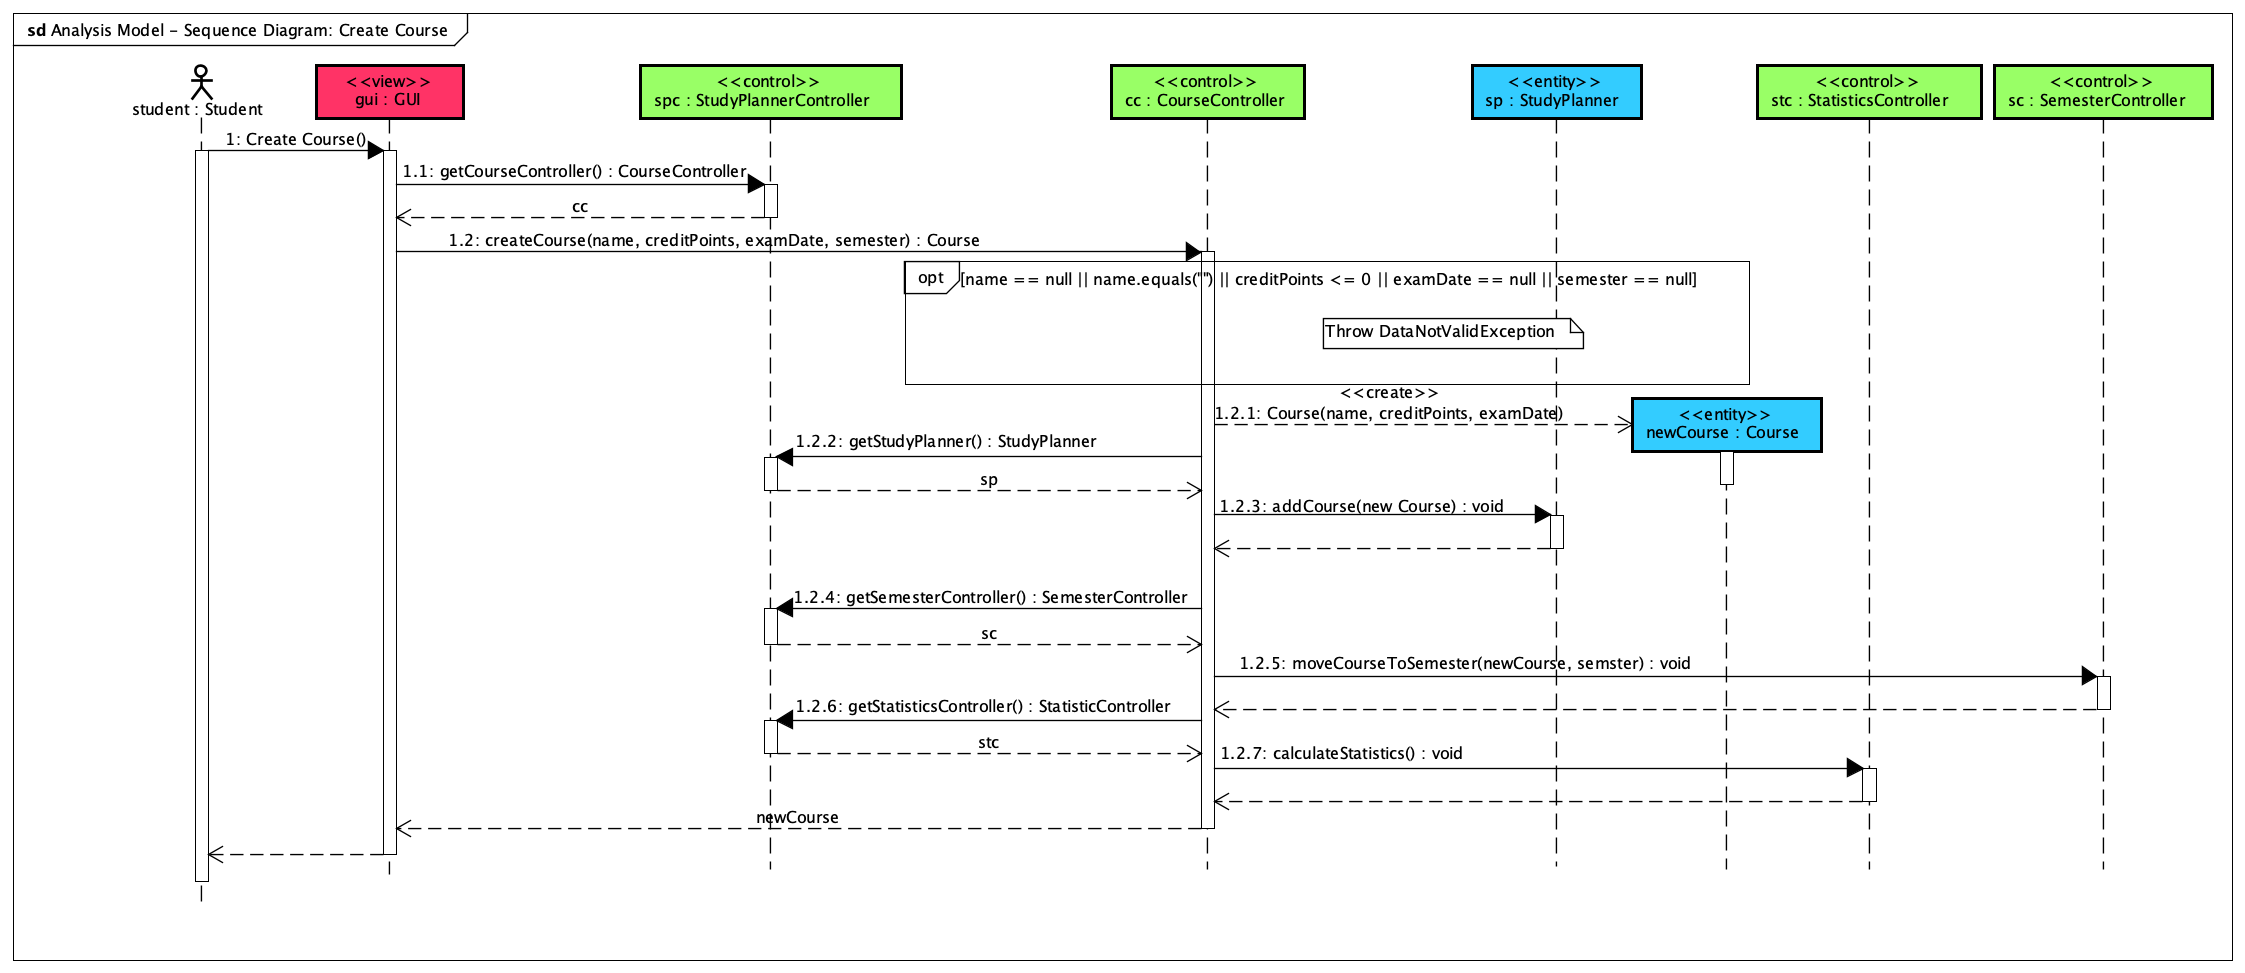 sd Analysis Model – Sequence Diagram: Create Course
student : Student
<<view>>
gui : GUI
<<control>>
spc : StudyPlannerController
<<control>>
cc : CourseController
<<entity>>
sp : StudyPlanner
<<control>>
stc : StatisticsController
<<control>>
sc : SemesterController
1: Create Course()
1.1: getCourseController() : CourseController
cc
1.2: createCourse(name, creditPoints, examDate, semester) : Course
opt
[name == null || name.equals("") || creditPoints <= 0 || examDate == null || semester == null]
Throw DataNotValidException
<<create>>
1.2.1: Course(name, creditPoints, examDate)
<<entity>>
newCourse : Course
1.2.2: getStudyPlanner() : StudyPlanner
sp
1.2.3: addCourse(new Course) : void
1.2.4: getSemesterController() : SemesterController
sc
1.2.5: moveCourseToSemester(newCourse, semster) : void
1.2.6: getStatisticsController() : StatisticController
stc
1.2.7: calculateStatistics() : void
newCourse